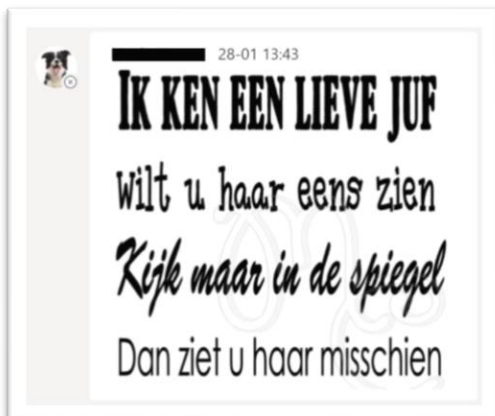 28-01 13:43
IK KEN EEN LIEVE JUF
Wilt u haar eens zien
Kijk maar in de spiegel
Dan ziet u haar misschien